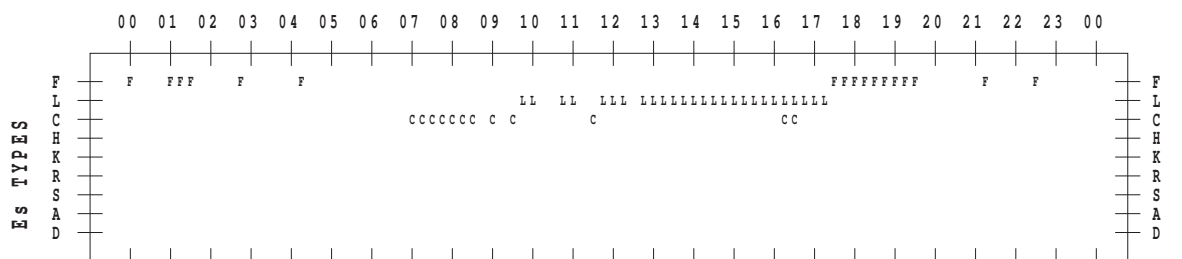 00 01 02 03 04 05 06 07 08 09 10 11 12 13 14 15 16 17 18 19 20 21 22 23 00
F F FFF F F FFFFFFFFF F F F
L LL LL LLL LLLLLLLLLLLLLLLLLLL L
C CCCCCCC C C C CC C
H H
K K
R R
S S
A A
D D
Es TYPES